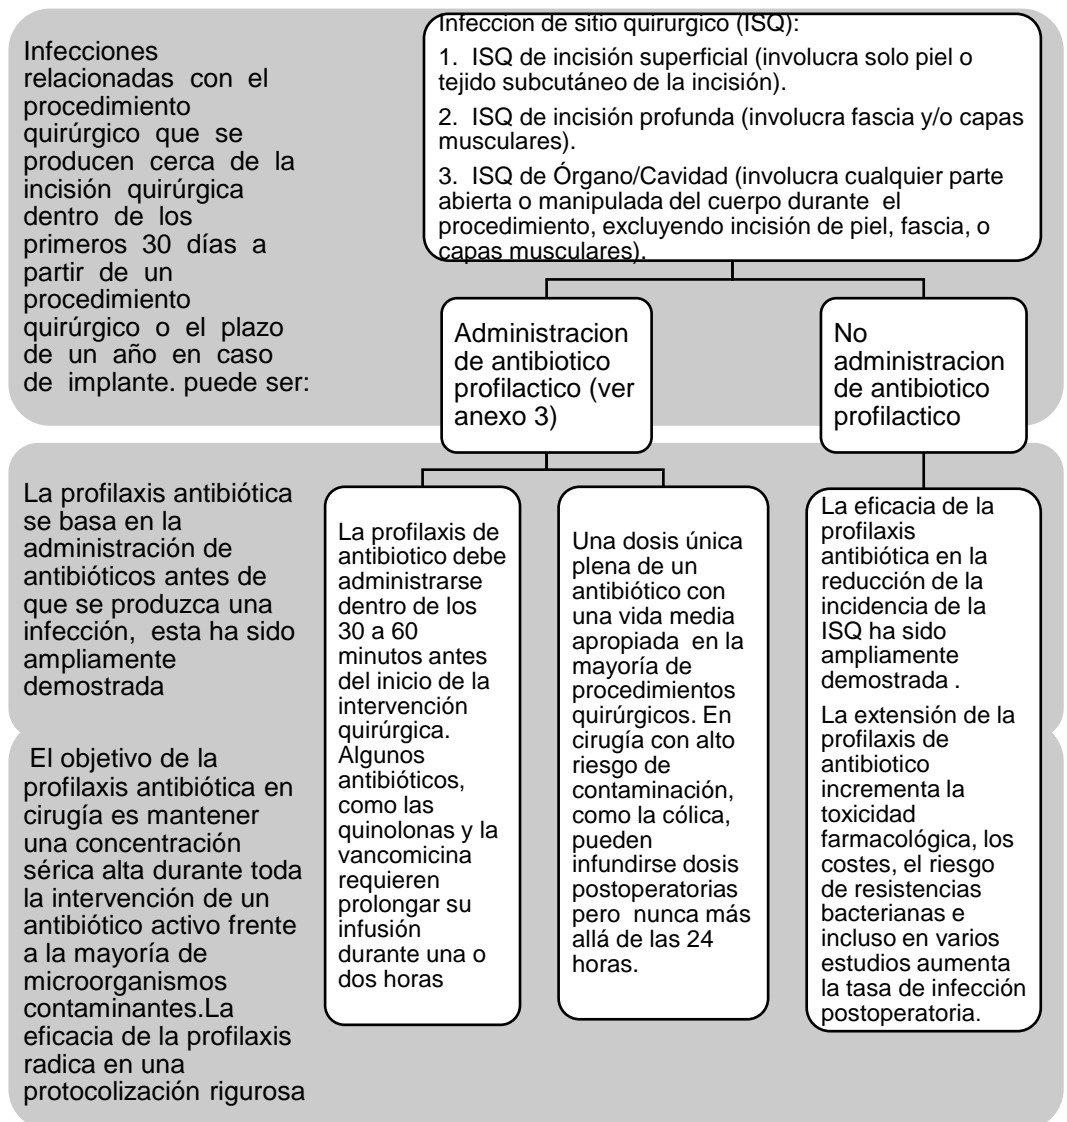 Infecciones
relacionadas con el
procedimiento
quirúrgico que se
producen cerca de la
incisión quirúrgica
dentro de los
primeros 30 días a
partir de un
procedimiento
quirúrgico o el plazo
de un año en caso
de implante. puede ser:
Infeccion de sitio quirurgico (ISQ):
1. ISQ de incisión superficial (involucra solo piel o
tejido subcutáneo de la incisión).
2. ISQ de incisión profunda (involucra fascia y/o capas
musculares).
3. ISQ de Órgano/Cavidad (involucra cualquier parte
abierta o manipulada del cuerpo durante el
procedimiento, excluyendo incisión de piel, fascia, o
capas musculares).
Administracion
de antibiotico
profilactico (ver
anexo 3)
No
administracion
de antibiotico
profilactico
La profilaxis antibiótica
se basa en la
administración de
antibióticos antes de
que se produzca una
infección, esta ha sido
ampliamente
demostrada
La profilaxis de
antibiotico debe
administrarse
dentro de los
30 a 60
minutos antes
del inicio de la
intervención
quirúrgica.
Algunos
antibióticos,
como las
quinolonas y la
vancomicina
requieren
prolongar su
infusión
durante una o
dos horas
Una dosis única
plena de un
antibiótico con
una vida media
apropiada en la
mayoría de
procedimientos
quirúrgicos. En
cirugía con alto
riesgo de
contaminación,
como la cólica,
pueden
infundirse dosis
postoperatorias
pero nunca más
allá de las 24
horas.
La eficacia de la
profilaxis
antibiótica en la
reducción de la
incidencia de la
ISQ ha sido
ampliamente
demostrada .
La extensión de la
profilaxis de
antibiotico
incrementa la
toxicidad
farmacológica, los
costes, el riesgo
de resistencias
bacterianas e
incluso en varios
estudios aumenta
la tasa de infección
postoperatoria.
El objetivo de la
profilaxis antibiótica en
cirugía es mantener
una concentración
sérica alta durante toda
la intervención de un
antibiótico activo frente
a la mayoría de
microorganismos
contaminantes.La
eficacia de la profilaxis
radica en una
protocolización rigurosa